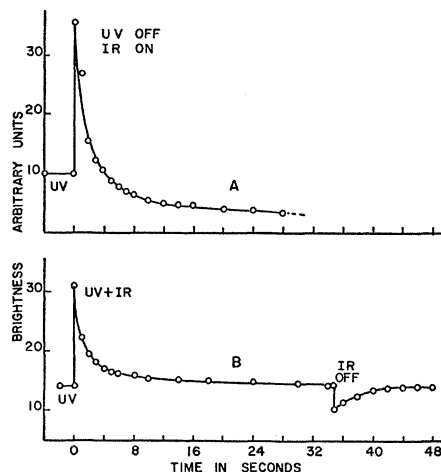 30
20
10
ARBITRARY UNITS
UV OFF
IR ON
UV
A
BRIGHTNESS
30
20
10
UV+IR
UV
B
IR
OFF
0 8 16 24 32 40 48
TIME IN SECONDS